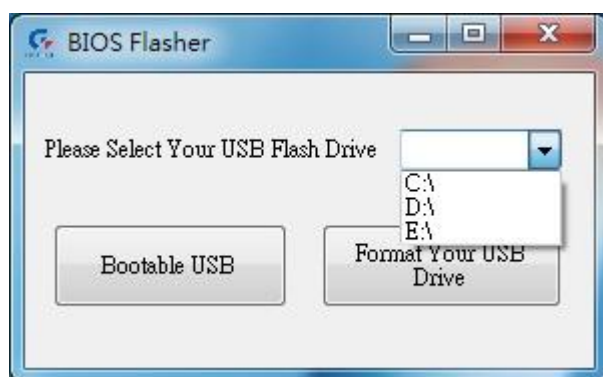 BIOS Flasher
Please Select Your USB Flash Drive
C:\
D:\
E:\
Bootable USB
Format Your USB
Drive